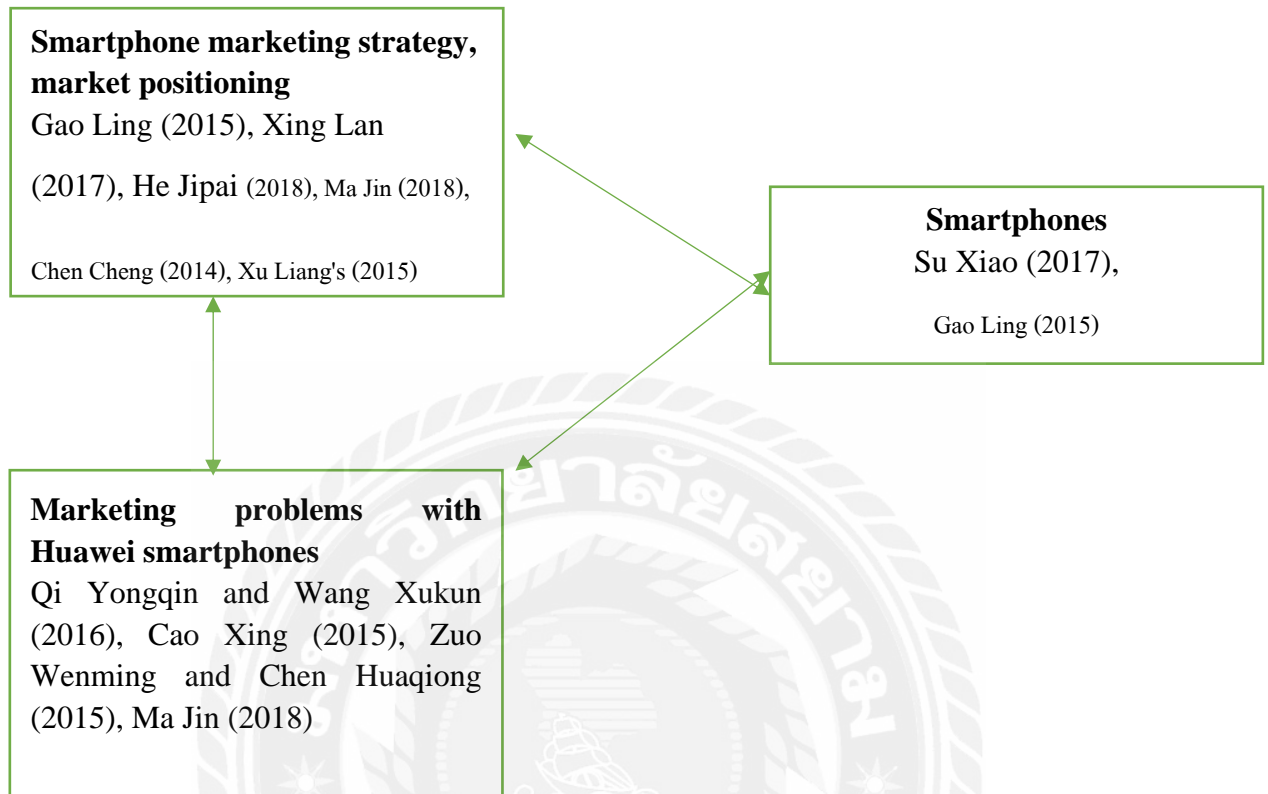 Smartphone marketing strategy,
market positioning
Gao Ling (2015), Xing Lan
(2017), He Jipai (2018), Ma Jin (2018),
Chen Cheng (2014), Xu Liang's (2015)
Smartphones
Su Xiao (2017),
Gao Ling (2015)
Marketing problems with
Huawei smartphones
Qi Yongqin and Wang Xukun
(2016), Cao Xing (2015), Zuo
Wenming and Chen Huaqiong
(2015), Ma Jin (2018)